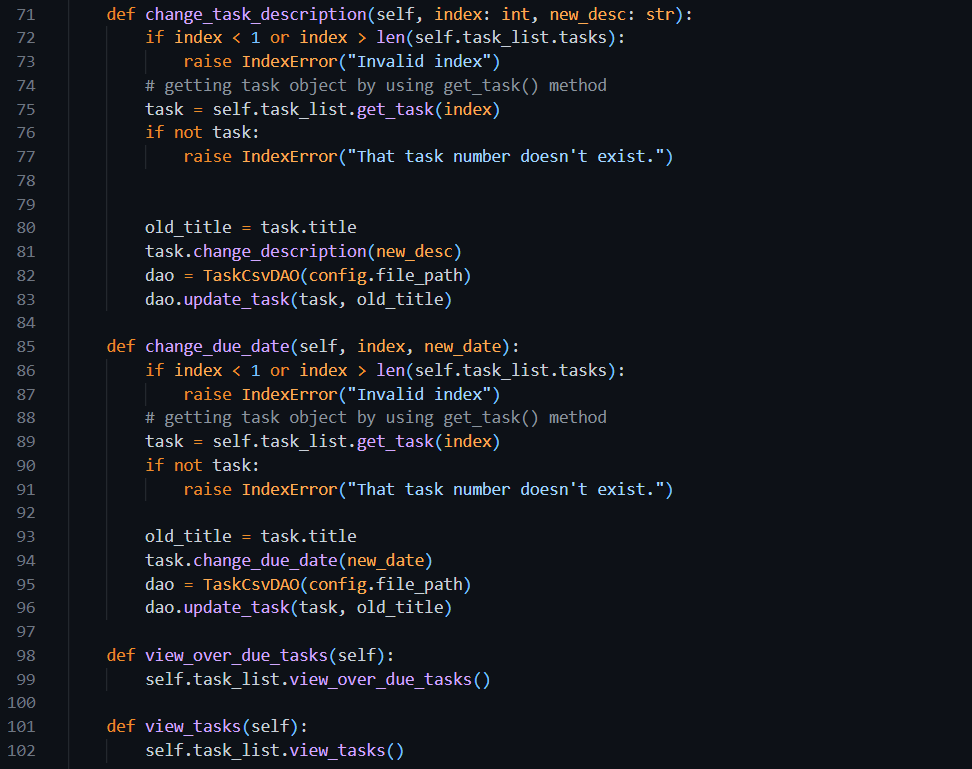 71 def change_task_description(self, index: int, new_desc: str):
72 if index < 1 or index > len(self.task_list.tasks):
73 raise IndexError("Invalid index")
74 # getting task object by using get_task() method
75 task = self.task_list.get_task(index)
76 if not task:
77 raise IndexError("That task number doesn't exist.")
78
79
80 old_title = task.title
81 task.change_description(new_desc)
82 dao = TaskCsvDAO(config.file_path)
83 dao.update_task(task, old_title)
84
85 def change_due_date(self, index, new_date):
86 if index < 1 or index > len(self.task_list.tasks):
87 raise IndexError("Invalid index")
88 # getting task object by using get_task() method
89 task = self.task_list.get_task(index)
90 if not task:
91 raise IndexError("That task number doesn't exist.")
92
93 old_title = task.title
94 task.change_due_date(new_date)
95 dao = TaskCsvDAO(config.file_path)
96 dao.update_task(task, old_title)
97
98 def view_over_due_tasks(self):
99 self.task_list.view_over_due_tasks()
100
101 def view_tasks(self):
102 self.task_list.view_tasks()